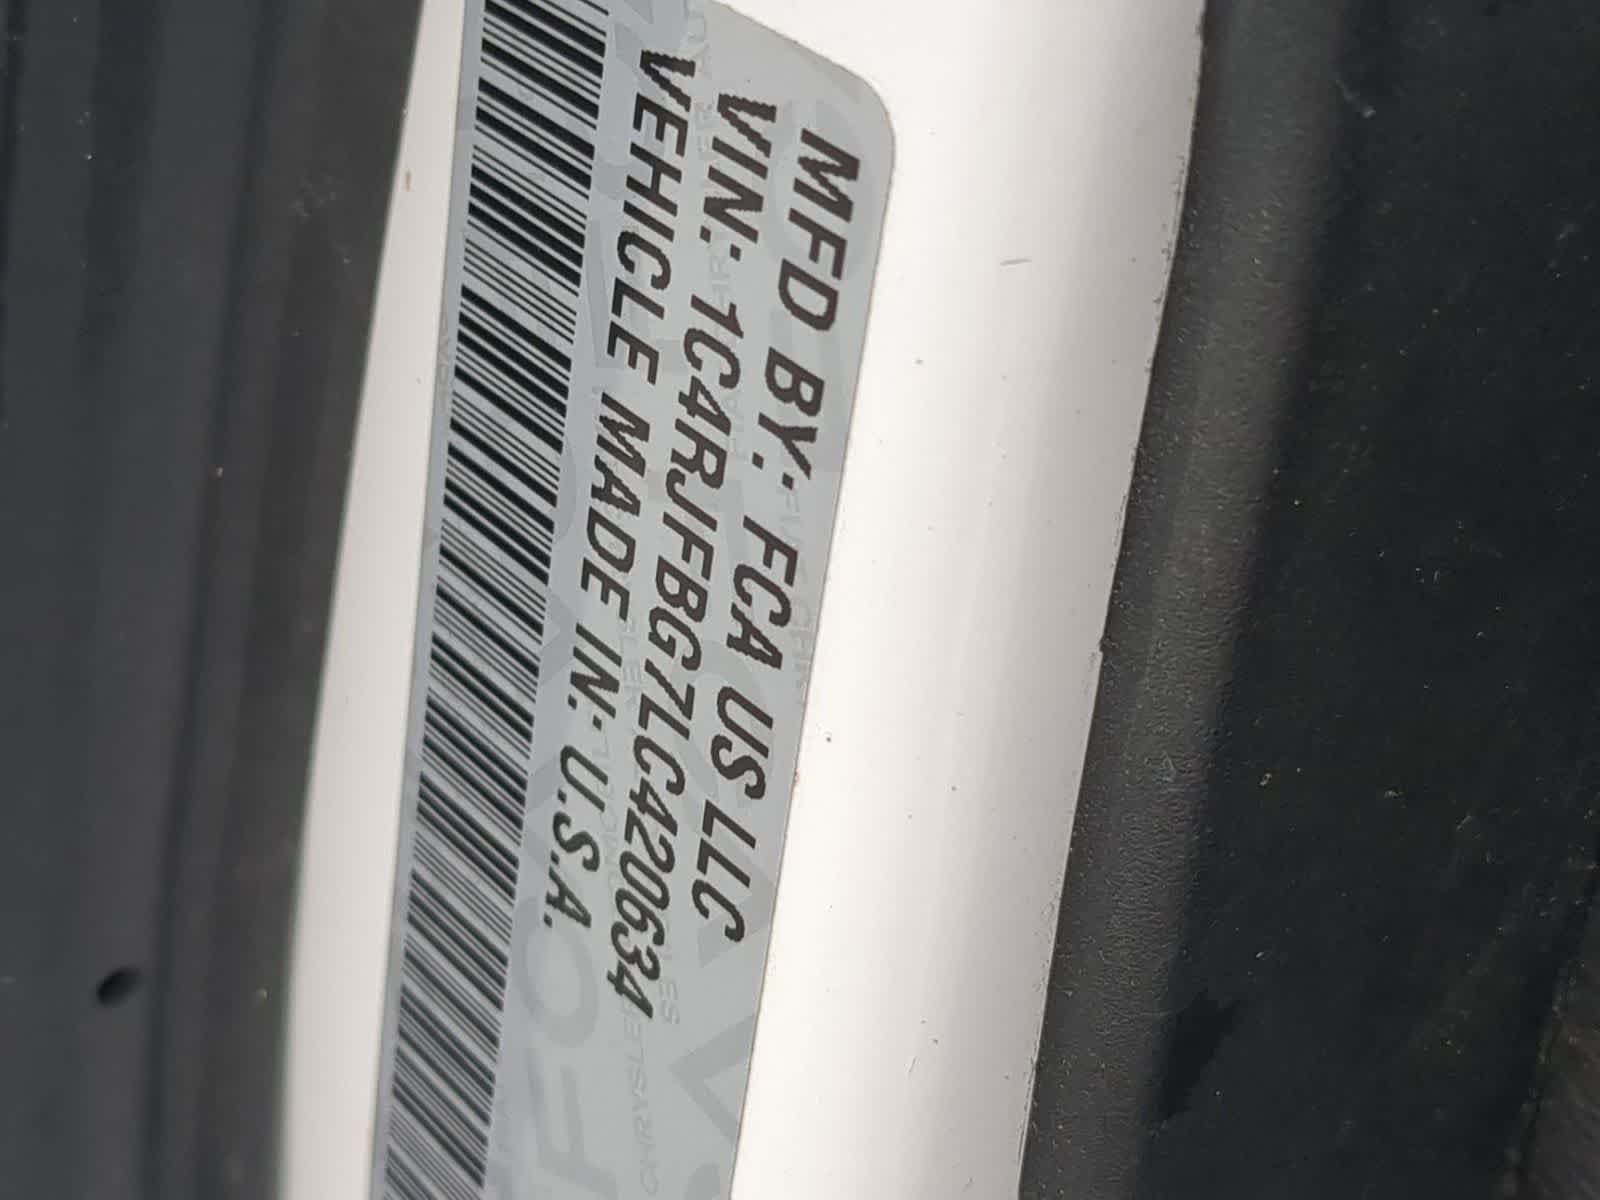 MFD BY: FCA US LLC
VIN: 1C4RJFBG7LC420634
VEHICLE MADE IN: U.S.A.